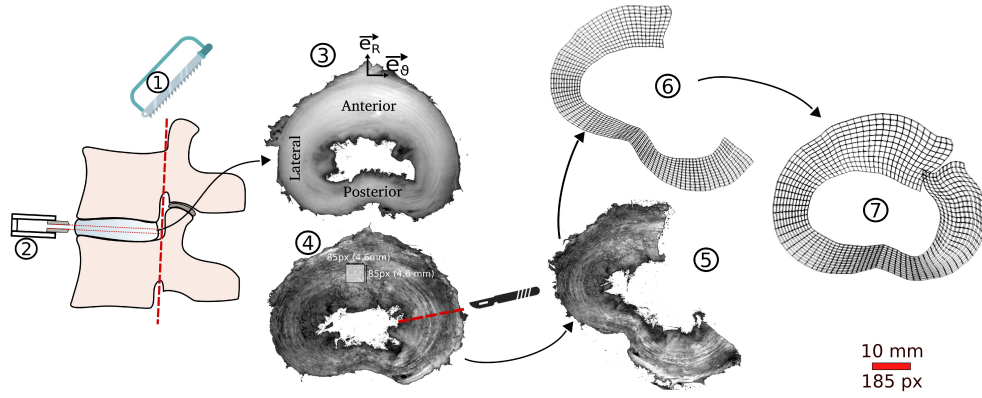 ①
②
③
e_R
e_ϑ
Anterior
Lateral
Posterior
④
85px (4,6mm)
85px (4,6 mm)
⑤
⑥
⑦
10 mm
185 px